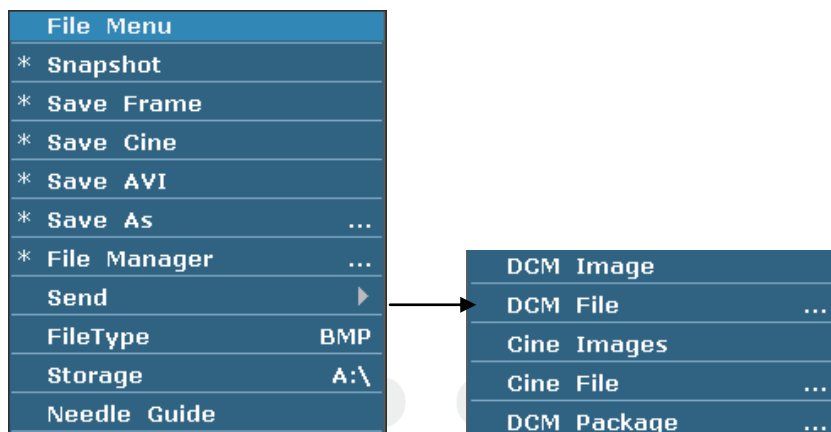 File Menu
* Snapshot
* Save Frame
* Save Cine
* Save AVI
* Save As ...
* File Manager ...
Send
FileType BMP
Storage A:\
Needle Guide
DCM Image
DCM File ...
Cine Images
Cine File ...
DCM Package ...